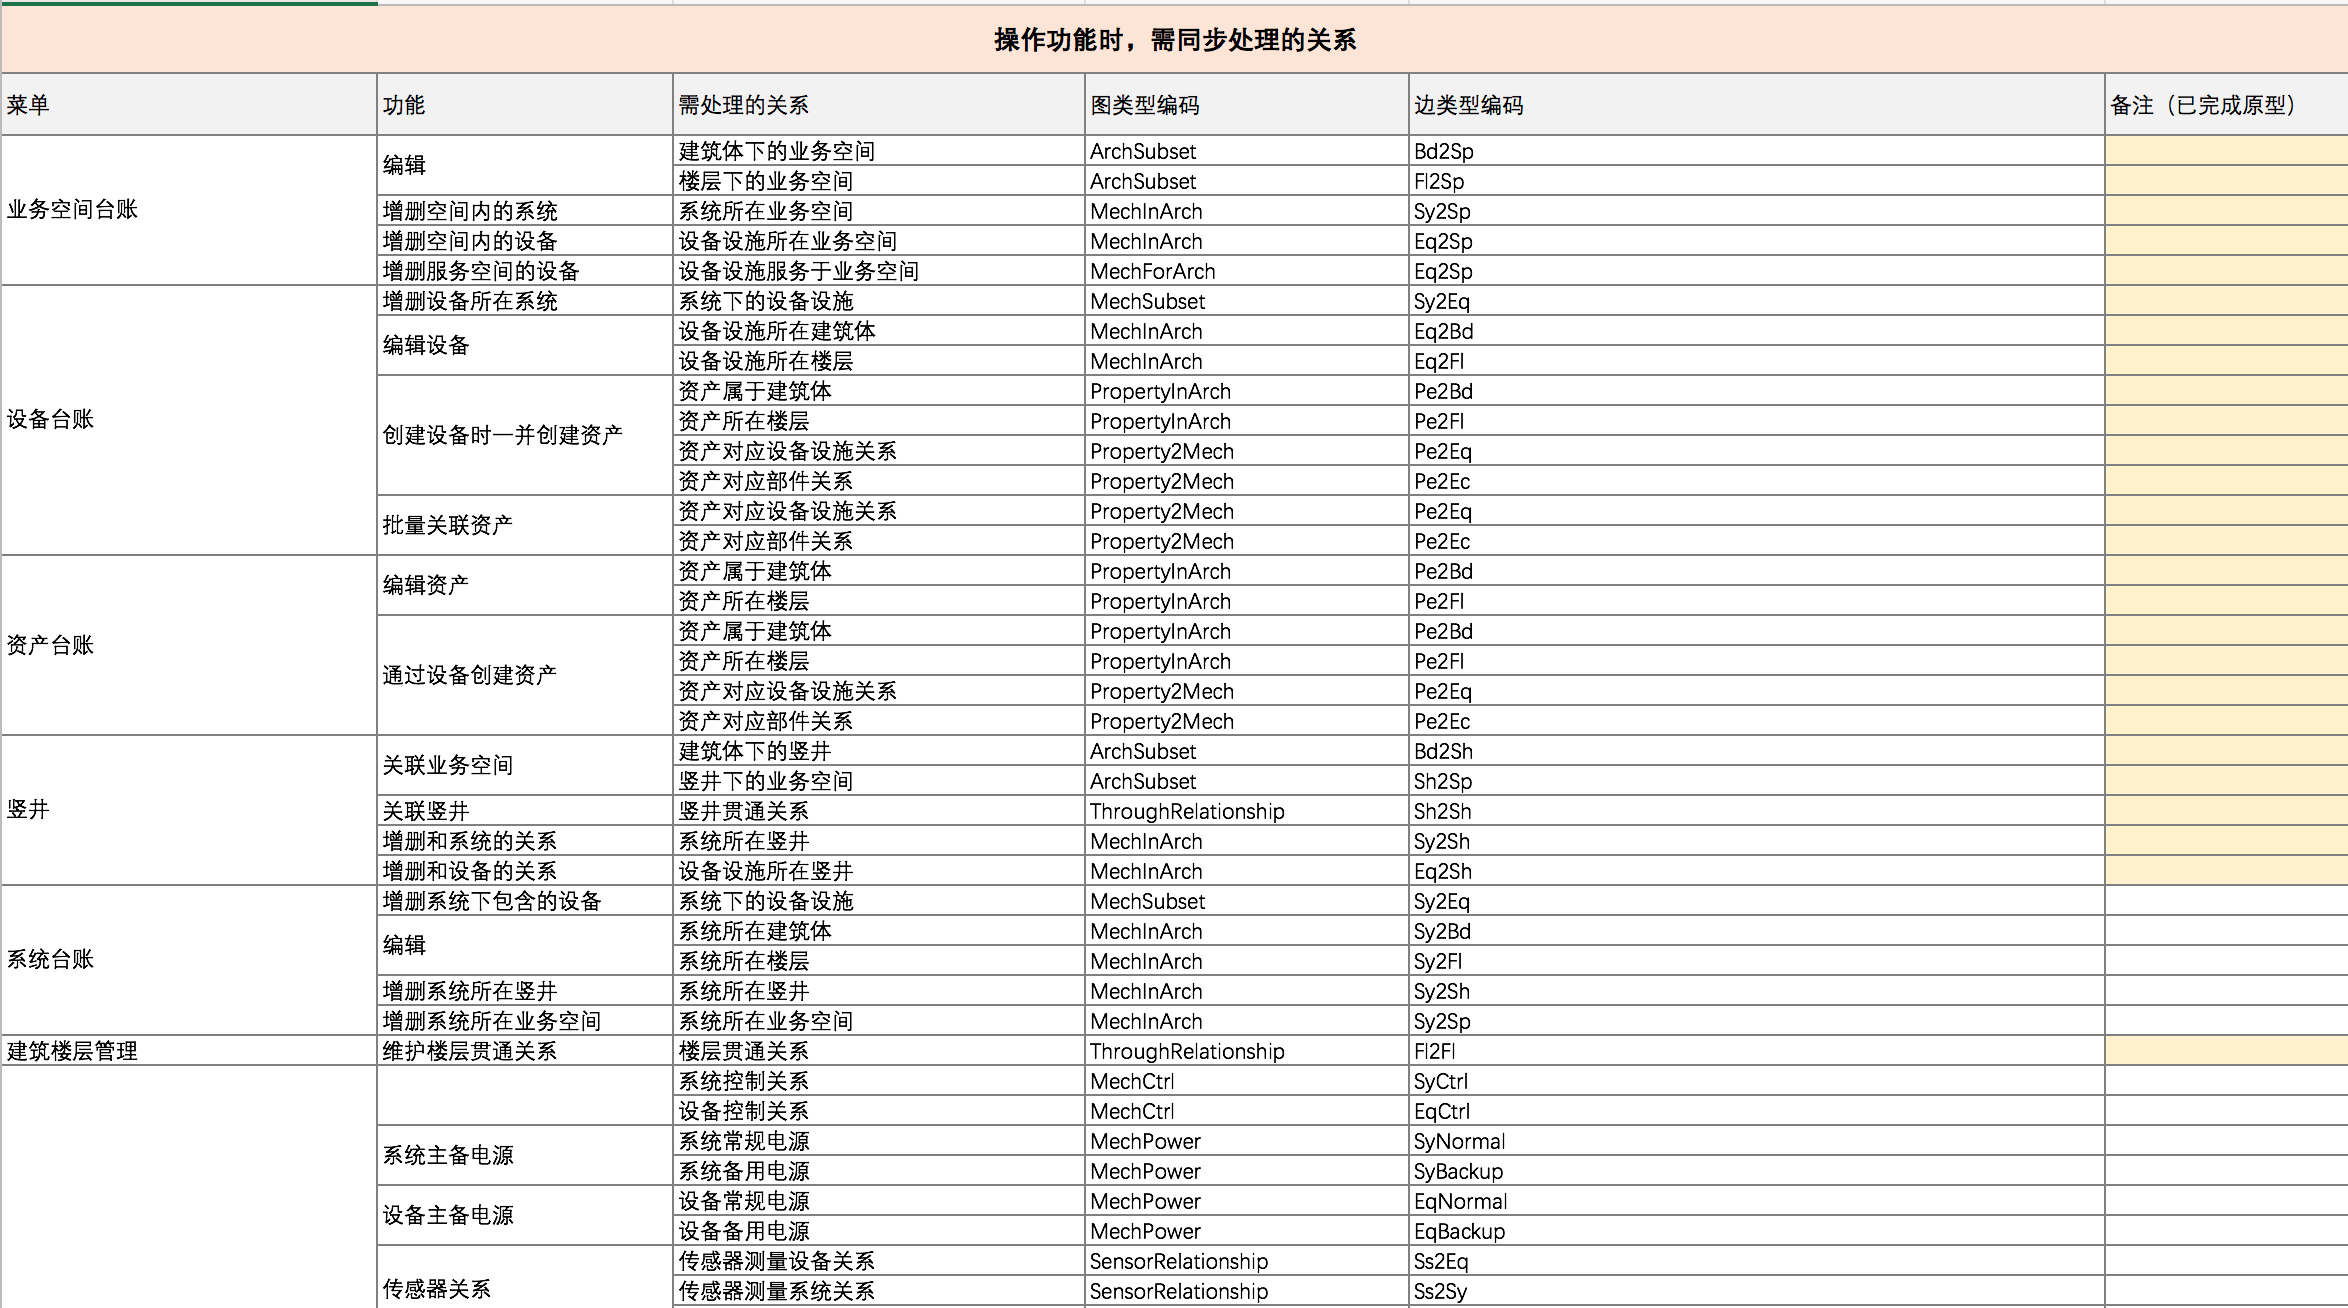 操作功能时，需同步处理的关系
菜单 功能 需处理的关系 图类型编码 边类型编码 备注（已完成原型）
业务空间台账 编辑 建筑体下的业务空间 ArchSubset Bd2Sp
楼层下的业务空间 ArchSubset Fl2Sp
增删空间内的系统 系统所在业务空间 MechInArch Sy2Sp
增删空间内的设备 设备设施所在业务空间 MechInArch Eq2Sp
增删服务空间的设备 设备设施服务于业务空间 MechForArch Eq2Sp
设备台账 增删设备所在系统 系统下的设备设施 MechSubset Sy2Eq
编辑设备 设备设施所在建筑体 MechInArch Eq2Bd
设备设施所在楼层 MechInArch Eq2Fl
创建设备时一并创建资产 资产属于建筑体 PropertyInArch Pe2Bd
资产所在楼层 PropertyInArch Pe2Fl
资产对应设备设施关系 Property2Mech Pe2Eq
资产对应部件关系 Property2Mech Pe2Ec
批量关联资产 资产对应设备设施关系 Property2Mech Pe2Eq
资产对应部件关系 Property2Mech Pe2Ec
资产台账 编辑资产 资产属于建筑体 PropertyInArch Pe2Bd
资产所在楼层 PropertyInArch Pe2Fl
通过设备创建资产 资产属于建筑体 PropertyInArch Pe2Bd
资产所在楼层 PropertyInArch Pe2Fl
资产对应设备设施关系 Property2Mech Pe2Eq
资产对应部件关系 Property2Mech Pe2Ec
竖井 关联业务空间 建筑体下的竖井 ArchSubset Bd2Sh
竖井下的业务空间 ArchSubset Sh2Sp
关联竖井 竖井贯通关系 ThroughRelationship Sh2Sh
增删和系统的关系 系统所在竖井 MechInArch Sy2Sh
增删和设备的关系 设备设施所在竖井 MechInArch Eq2Sh
系统台账 增删系统下包含的设备 系统下的设备设施 MechSubset Sy2Eq
编辑 系统所在建筑体 MechInArch Sy2Bd
系统所在楼层 MechInArch Sy2Fl
增删系统所在竖井 系统所在竖井 MechInArch Sy2Sh
增删系统所在业务空间 系统所在业务空间 MechInArch Sy2Sp
建筑楼层管理 维护楼层贯通关系 楼层贯通关系 ThroughRelationship Fl2Fl
系统控制关系 MechCtrl SyCtrl
设备控制关系 MechCtrl EqCtrl
系统主备电源 系统常规电源 MechPower SyNormal
系统备用电源 MechPower SyBackup
设备主备电源 设备常规电源 MechPower EqNormal
设备备用电源 MechPower EqBackup
传感器关系 传感器测量设备关系 SensorRelationship Ss2Eq
传感器测量系统关系 SensorRelationship Ss2Sy